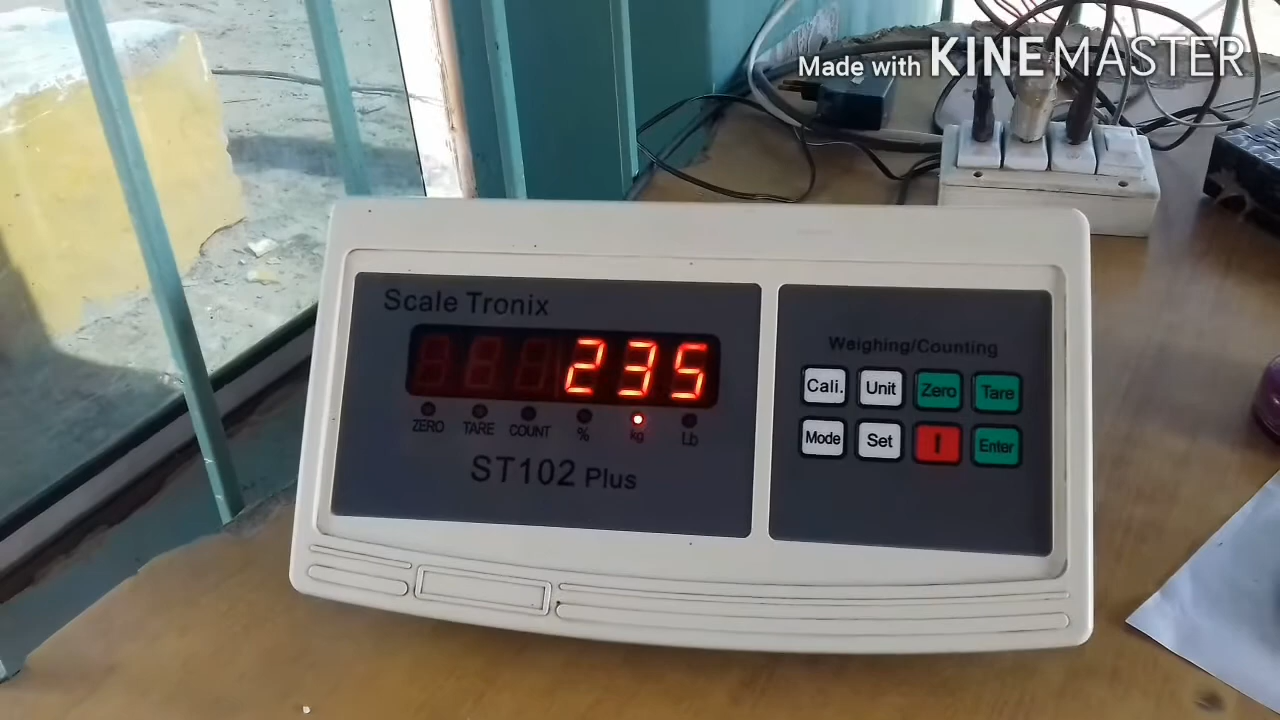 Made with KINEMASTER
Scale Tronix
235
ZERO TARE COUNT % kg Lb
ST102 Plus
Weighing/Counting
Cali. Unit Zero Tare
Mode Set I Enter